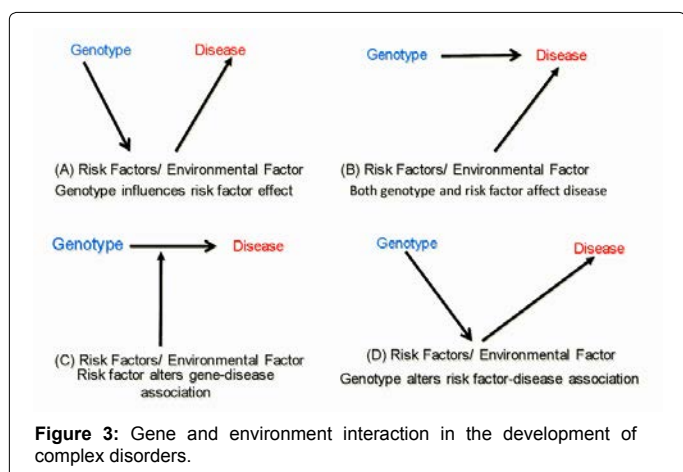 Genotype Disease
(A) Risk Factors/ Environmental Factor
Genotype influences risk factor effect
Genotype Disease
(B) Risk Factors/ Environmental Factor
Both genotype and risk factor affect disease
Genotype Disease
(C) Risk Factors/ Environmental Factor
Risk factor alters gene-disease
association
Genotype Disease
(D) Risk Factors/ Environmental Factor
Genotype alters risk factor-disease association
Figure 3: Gene and environment interaction in the development of
complex disorders.